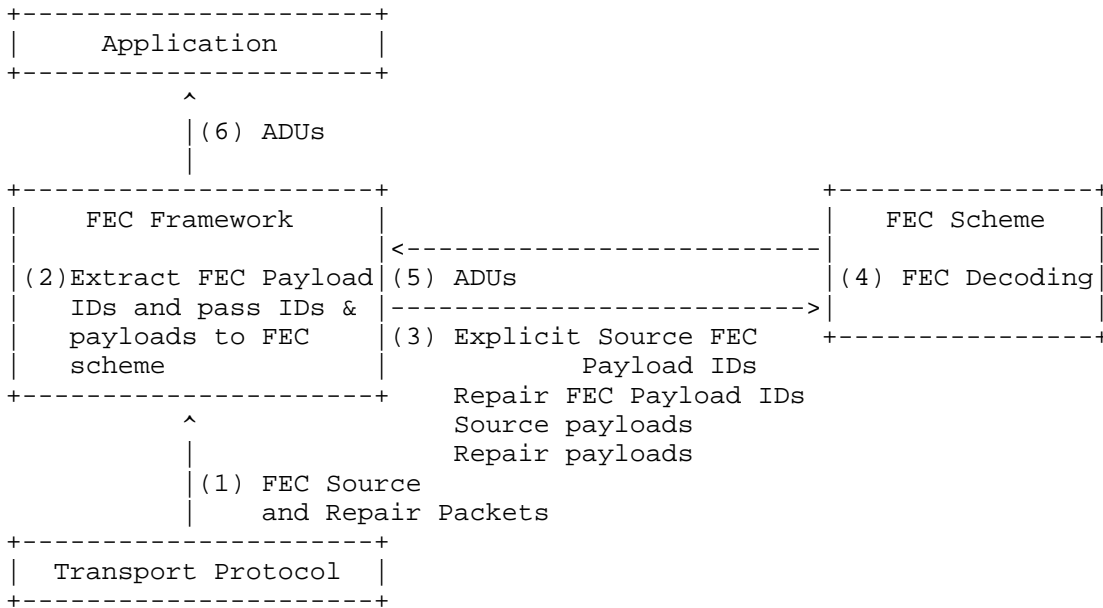 Application
(6) ADUs
FEC Framework
FEC Scheme
(2)Extract FEC Payload
IDs and pass IDs &
payloads to FEC
scheme
(5) ADUs
(4) FEC Decoding
(3) Explicit Source FEC
Payload IDs
Repair FEC Payload IDs
Source payloads
Repair payloads
(1) FEC Source
and Repair Packets
Transport Protocol